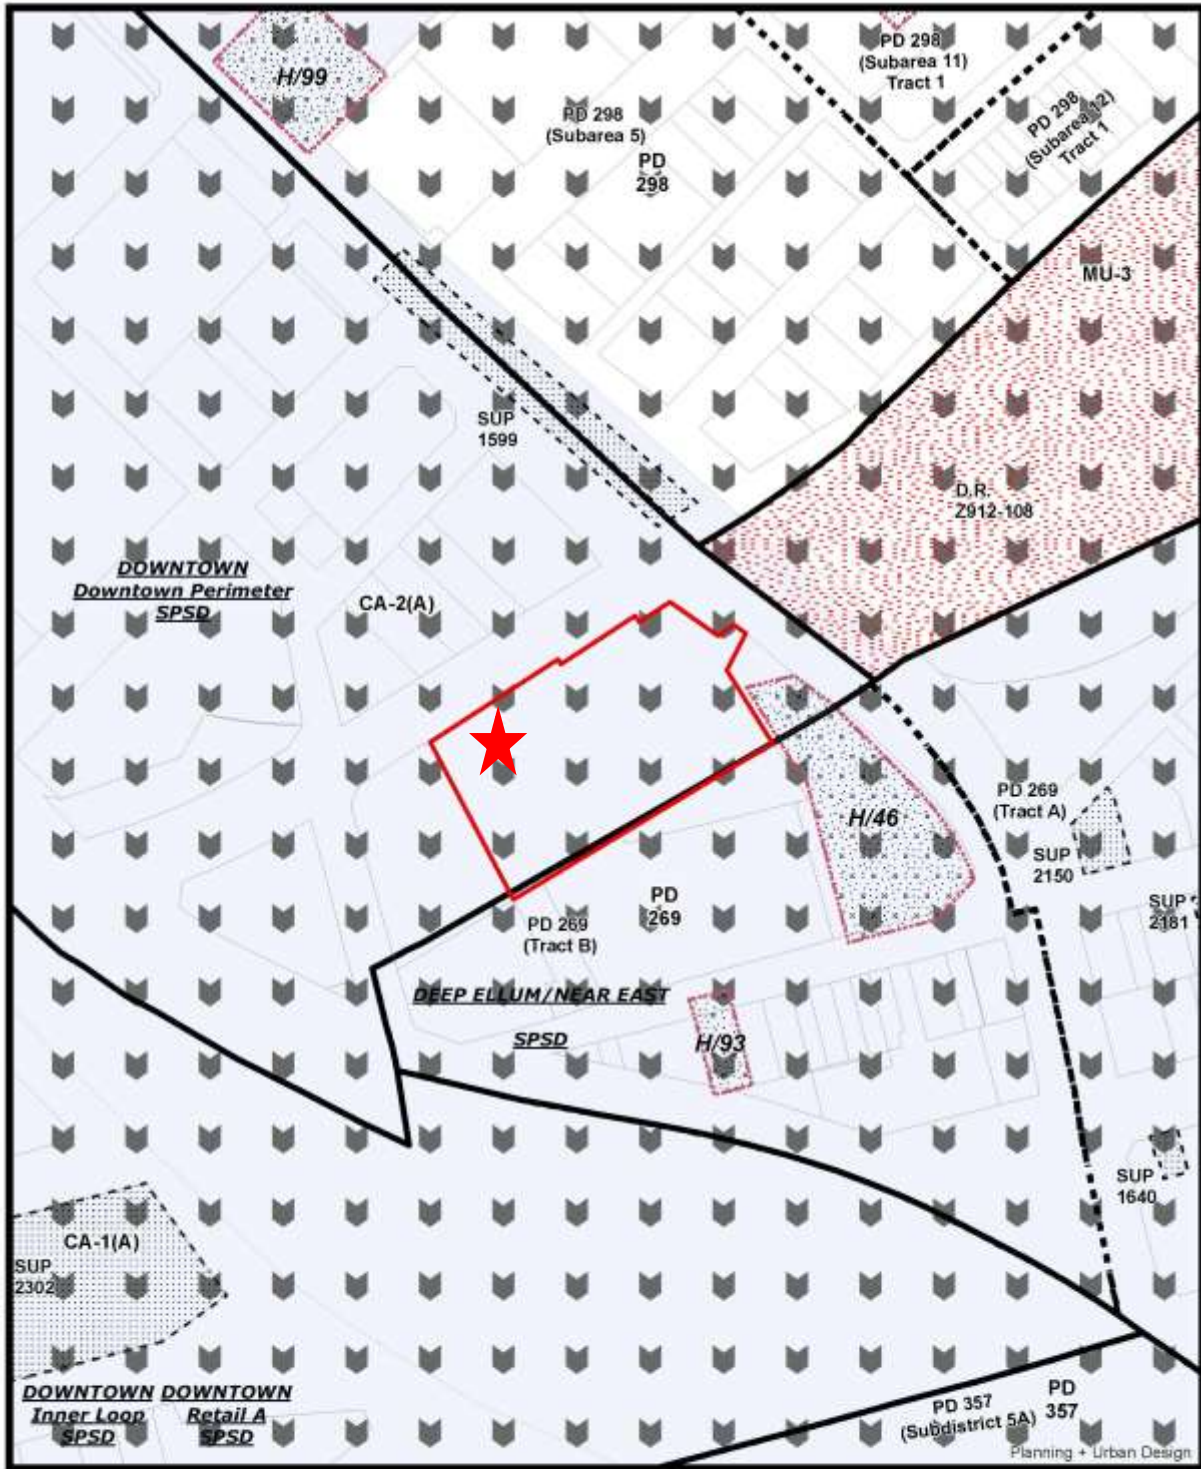 PD 298
(Subarea 11)
Tract 1
H/99
PD 298
(Subarea 12)
Tract 1
PD 298
(Subarea 5)
PD
298
MU-3
SUP
1599
D.R.
Z912-108
DOWNTOWN
Downtown Perimeter
SPSD
CA-2(A)
PD 269
(Tract A)
H/46
SUP
2150
PD
269
SUP
2181
PD 269
(Tract B)
DEEP ELLUM/NEAR EAST
SPSD
H/93
SUP
1640
CA-1(A)
SUP
2302
DOWNTOWN
Inner Loop
SPSD
DOWNTOWN
Retail A
SPSD
PD 357
(Subdistrict 5A)
PD
357
Planning + Urban Design